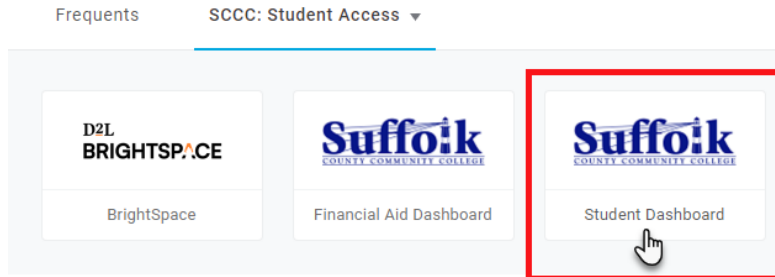 Frequents
SCCC: Student Access
D2L
BRIGHTSPACE
BrightSpace
Suffolk
COUNTY COMMUNITY COLLEGE
Financial Aid Dashboard
Suffolk
COUNTY COMMUNITY COLLEGE
Student Dashboard